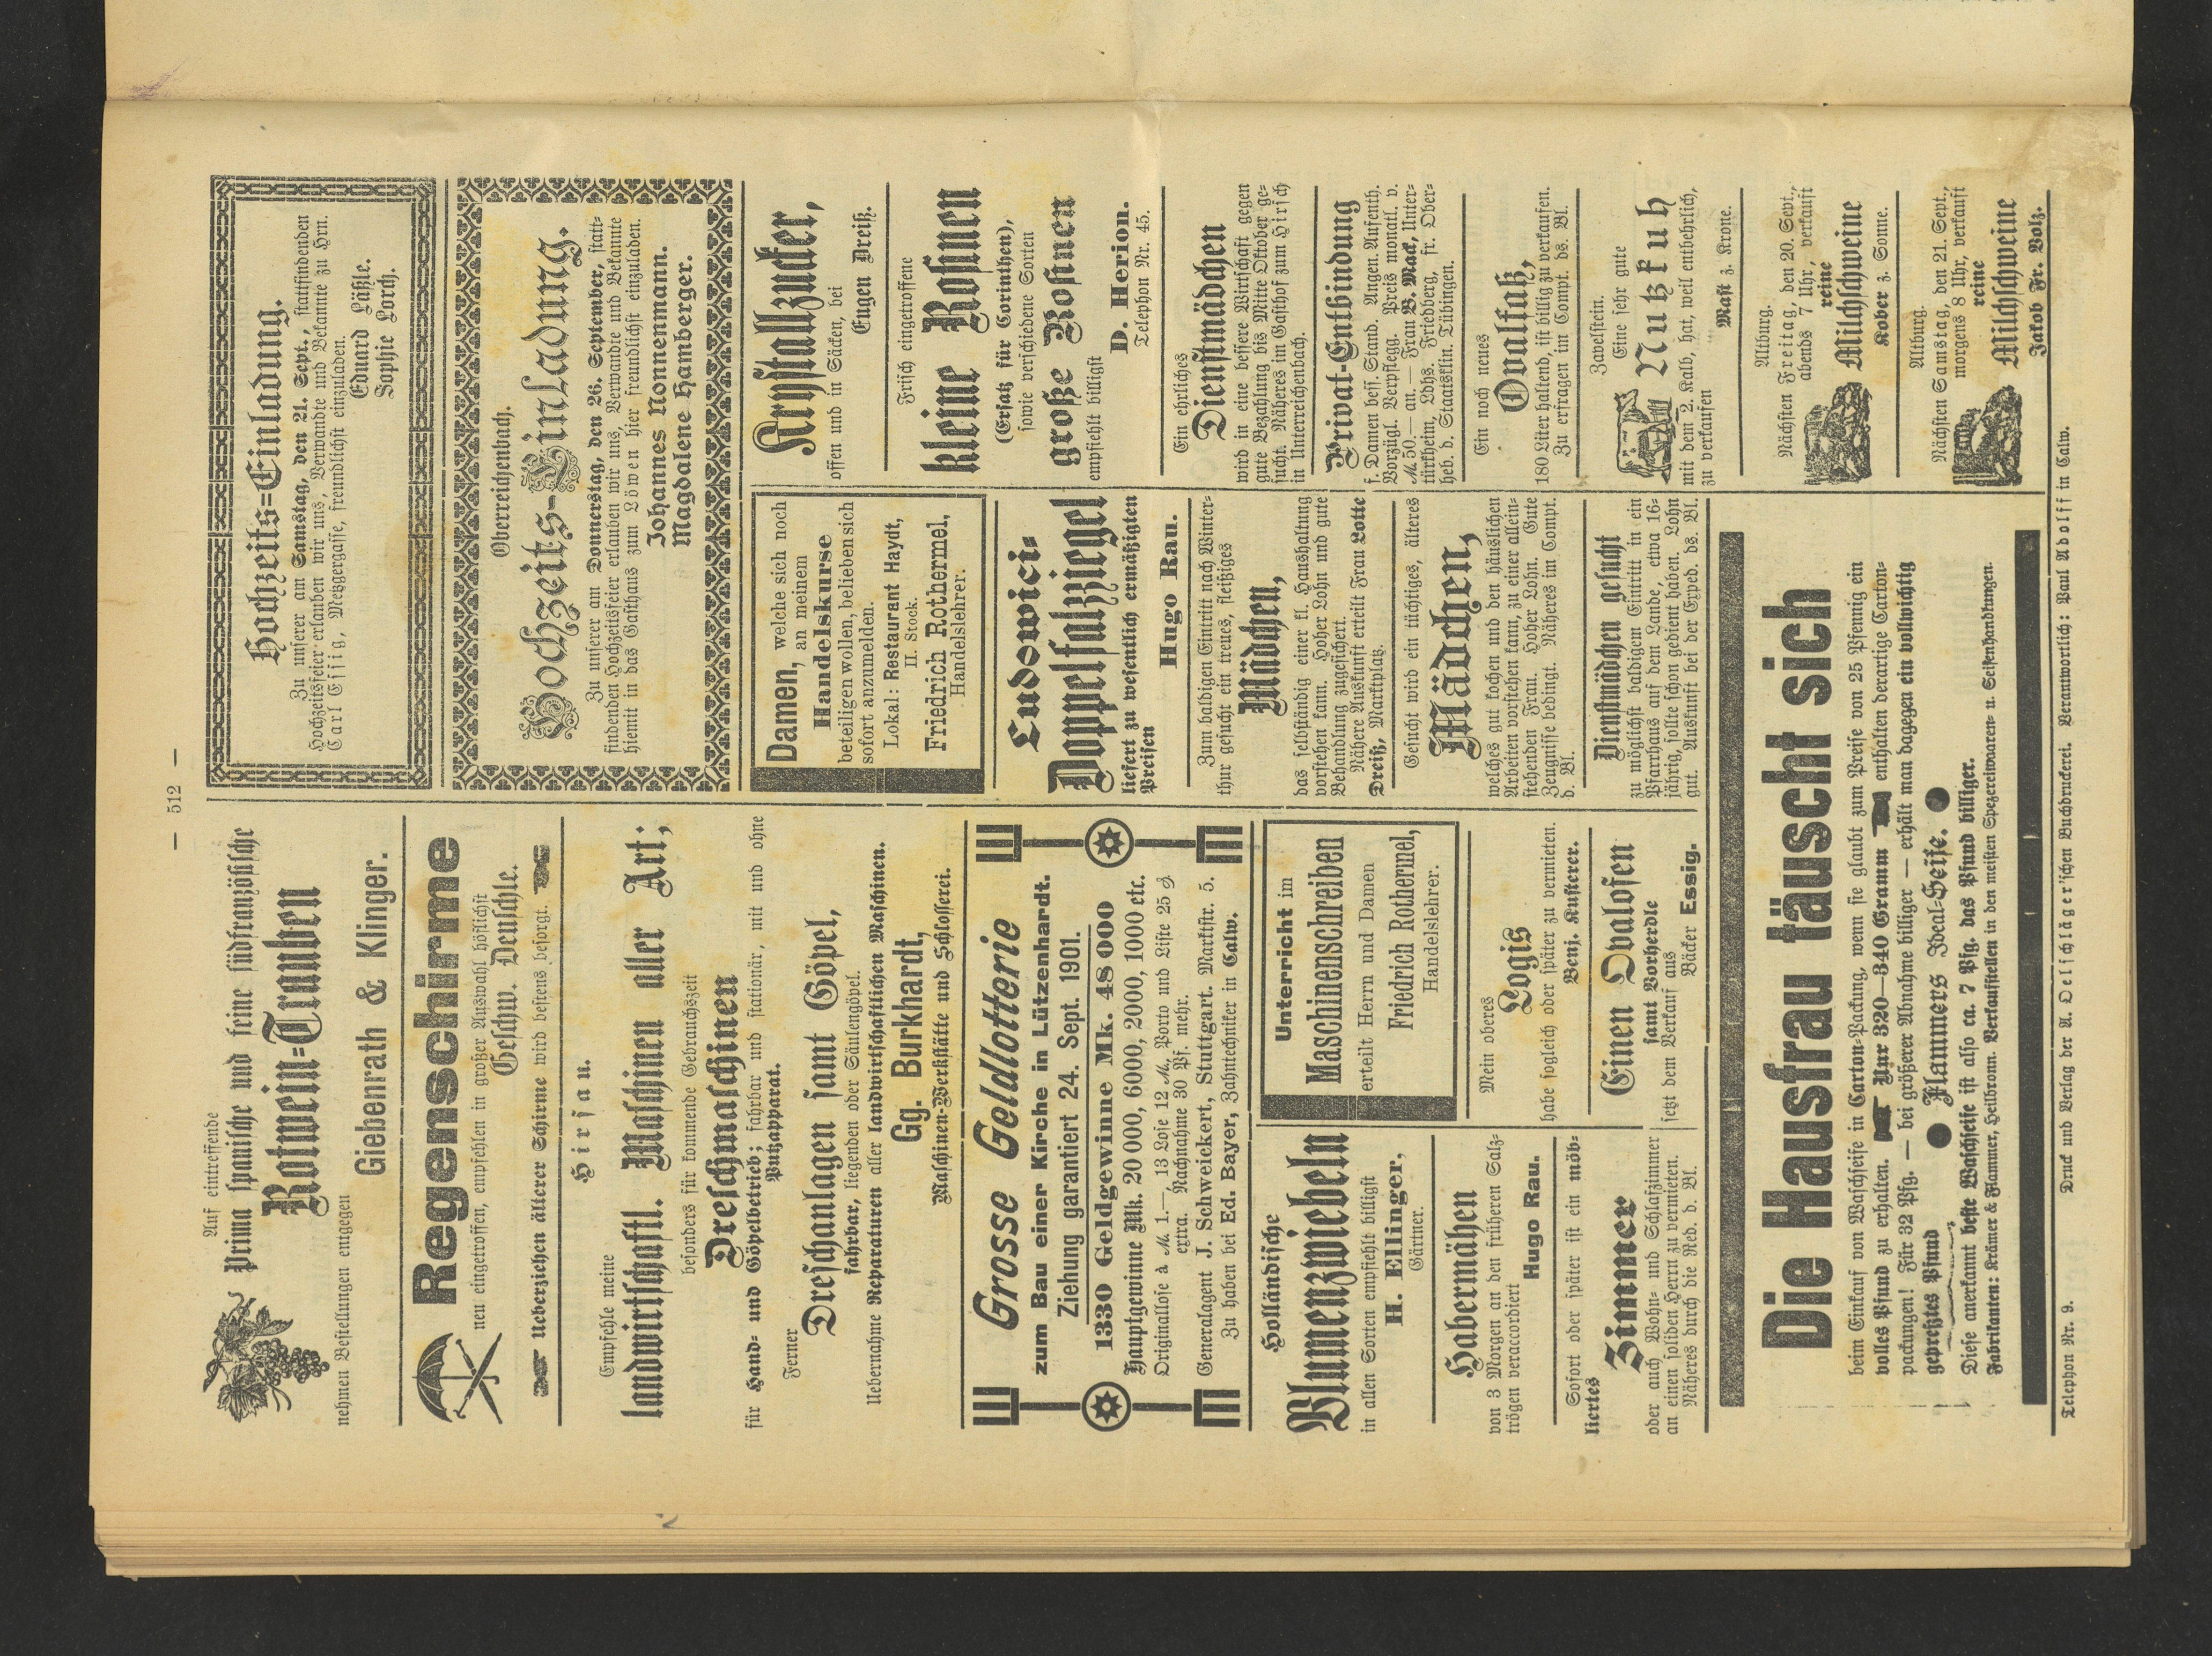 — 512 —
Auf eintreffende
Prima spanische und feine südfranzösische
Rotwein-Trauben
nehmen Bestellungen entgegen
Giebenrath & Klinger.
Regenschirme
neu eingetroffen, empfehlen in großer Auswahl höflichst
Geschw. Deuschle.
Ueberziehen älterer Schirme wird bestens besorgt.
Hirsau.
Empfehle meine
landwirtschaftl. Maschinen aller Art;
besonders für kommende Gebrauchszeit
Dreschmaschinen
für Hand- und Göpelbetrieb; fahrbar und stationär, mit und ohne
Putzapparat.
Ferner
Dreschanlagen samt Göpel,
fahrbar, liegenden oder Säulengöpel.
Uebernahme Reparaturen aller landwirtschaftlichen Maschinen.
Gg. Burkhardt,
Maschinen-Werkstätte und Schlosserei.
Grosse Geldlotterie
zum Bau einer Kirche in Lützenhardt.
Ziehung garantiert 24. Sept. 1901.
1330 Geldgewinne Mk. 48 000
Hauptgewinne Mk. 20 000, 6000, 2000, 1000 etc.
Originallose à M 1.—, 13 Lose 12 M, Porto und Liste 25 ₰
extra. Nachnahme 30 Pf. mehr.
Generalagent J. Schweickert, Stuttgart, Marktstr. 5.
Zu haben bei Ed. Bayer, Zahntechniker in Calw.
Holländische
Blumenzwiebeln
in allen Sorten empfiehlt billigst
H. Ellinger,
Gärtner.
Habermähen
von 3 Morgen an den früheren Salz-
trögen veraccordiert
Hugo Rau.
Sofort oder später ist ein möb-
liertes
Zimmer
oder auch Wohn- und Schlafzimmer
an einen soliden Herrn zu vermieten.
Näheres durch die Red. d. Bl.
Unterricht im
Maschinenschreiben
erteilt Herrn und Damen
Friedrich Rothermel,
Handelslehrer.
Mein oberes
Logis
habe sogleich oder später zu vermieten.
Benj. Kusterer.
Einen Ovalofen
samt Vorherdle
setzt dem Verkauf aus
Bäcker Essig.
Hochzeits-Einladung.
Zu unserer am Samstag, den 21. Sept., stattfindenden
Hochzeitsfeier erlauben wir uns, Verwandte und Bekannte zu Hrn.
Carl Essig, Metzgergasse, freundlichst einzuladen.
Eduard Läßle.
Sophie Lorch.
Oberreichenbach.
Hochzeits-Einladung.
Zu unserer am Donnerstag, den 26. September, statt-
findenden Hochzeitsfeier erlauben wir uns, Verwandte und Bekannte
hiemit in das Gasthaus zum Löwen hier freundlichst einzuladen.
Johannes Nonnenmann.
Magdalene Hamberger.
Damen, welche sich noch
an meinem
Handelskurse
beteiligen wollen, belieben sich
sofort anzumelden.
Lokal: Restaurant Haydt,
II. Stock.
Friedrich Rothermel,
Handelslehrer.
Ludowici-
Doppelfalzziegel
liefert zu wesentlich ermäßigten
Preisen
Hugo Rau.
Zum baldigen Eintritt nach Winter-
thur gesucht ein treues, fleißiges
Mädchen,
das selbständig einer kl. Haushaltung
vorstehen kann. Hoher Lohn und gute
Behandlung zugesichert.
Nähere Auskunft erteilt Frau Lotte
Dreiß, Marktplatz.
Gesucht wird ein tüchtiges, älteres
Mädchen,
welches gut kochen und den häuslichen
Arbeiten vorstehen kann, zu einer allein-
stehenden Frau. Hoher Lohn. Gute
Zeugnisse bedingt. Näheres im Compt.
d. Bl.
Dienstmädchen gesucht
zu möglichst baldigem Eintritt in ein
Pfarrhaus auf dem Lande, etwa 16-
jährig, sollte schon gedient haben. Lohn
gut. Auskunft bei der Exped. ds. Bl.
Krystallzucker,
offen und in Säcken, bei
Eugen Dreiß.
Frisch eingetroffene
kleine Rosinen
(Ersatz für Corinthen),
sowie verschiedene Sorten
große Rosinen
empfiehlt billigst
D. Herion.
Telephon Nr. 45.
Ein ehrliches
Dienstmädchen
wird in eine bessere Wirtschaft gegen
gute Bezahlung bis Mitte Oktober ge-
sucht. Näheres im Gasthof zum Hirsch
in Unterreichenbach.
Privat-Entbindung
f. Damen bess. Stand. Angen. Aufenth.
Vorzügl. Verpflegg. Preis monatl. v.
M 50.— an. — Frau B. Mack, Unter-
türkheim, Ldhs. Friedberg, fr. Ober-
heb. d. Staatsklin. Tübingen.
Ein noch neues
Ovalfaß,
180 Liter haltend, ist billig zu verkaufen.
Zu erfragen im Compt. ds. Bl.
Zavelstein.
Eine sehr gute
Nutzkuh
mit dem 2. Kalb, hat, weil entbehrlich,
zu verkaufen
Rast z. Krone.
Altburg.
Nächsten Freitag, den 20. Sept.,
abends 7 Uhr, verkauft
reine
Milchschweine
Kober z. Sonne.
Altburg.
Nächsten Samstag, den 21. Sept.,
morgens 8 Uhr, verkauft
reine
Milchschweine
Jakob Fr. Volz.
Die Hausfrau täuscht sich
beim Einkauf von Waschseife in Carton-Packung, wenn sie glaubt zum Preise von 25 Pfennig ein
volles Pfund zu erhalten. Nur 320—340 Gramm enthalten derartige Carton-
packungen! Für 32 Pfg. — bei größerer Abnahme billiger — erhält man dagegen ein vollwichtig
gepreßtes Pfund ● Flammers Ideal-Seife. ●
Diese anerkannt beste Waschseife ist also ca. 7 Pfg. das Pfund billiger.
Fabrikanten: Krämer & Flammer, Heilbronn. Verkaufsstellen in den meisten Spezereiwaaren- u. Seifenhandlungen.
Telephon Nr. 9. Druck und Verlag der A. Oelschläger'schen Buchdruckerei. Verantwortlich: Paul Adolff in Calw.